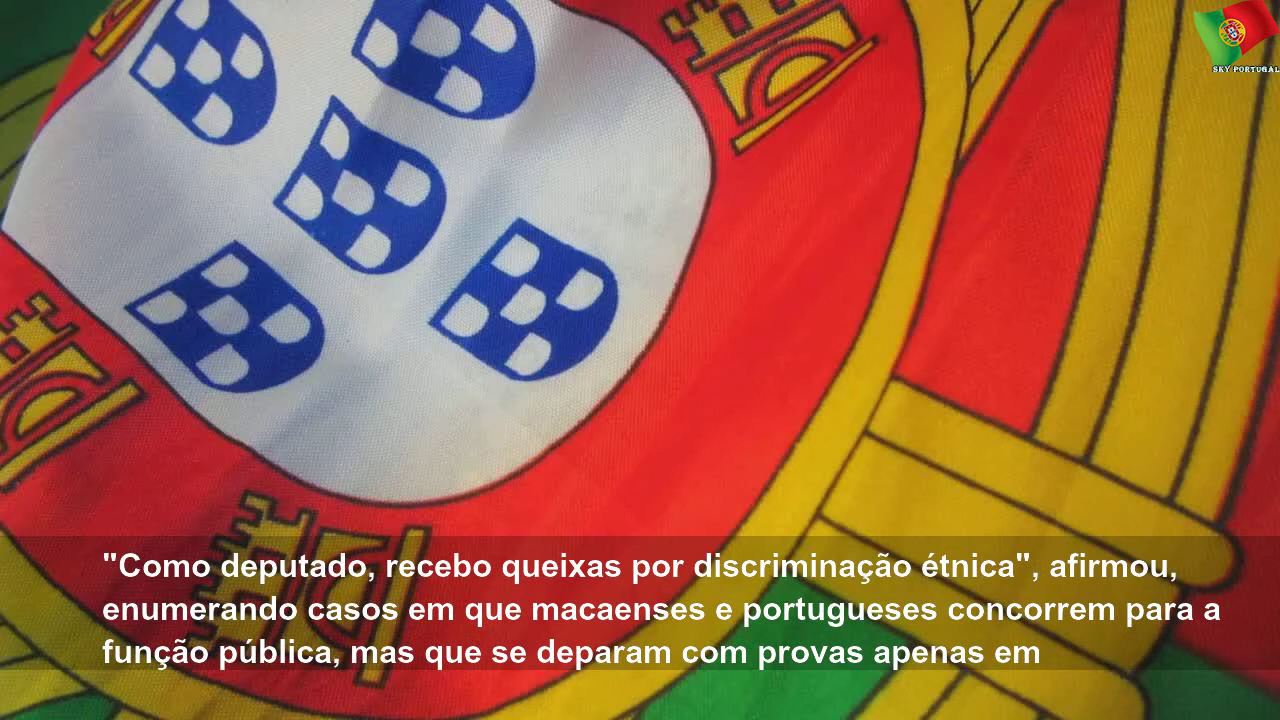 SKY PORTUGAL
"Como deputado, recebo queixas por discriminação étnica", afirmou,
enumerando casos em que macaenses e portugueses concorrem para a
função pública, mas que se deparam com provas apenas em